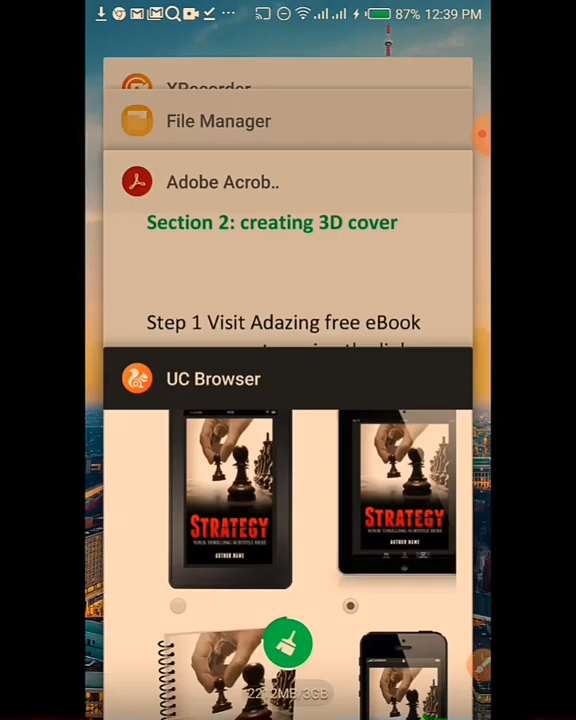 87% 12:39 PM
XRecorder
File Manager
Adobe Acrob..
Section 2: creating 3D cover
Step 1 Visit Adazing free eBook
UC Browser
STRATEGY
YOUR THRILLING SUBTITLE HERE
AUTHOR NAME
STRATEGY
YOUR THRILLING SUBTITLE HERE
AUTHOR NAME